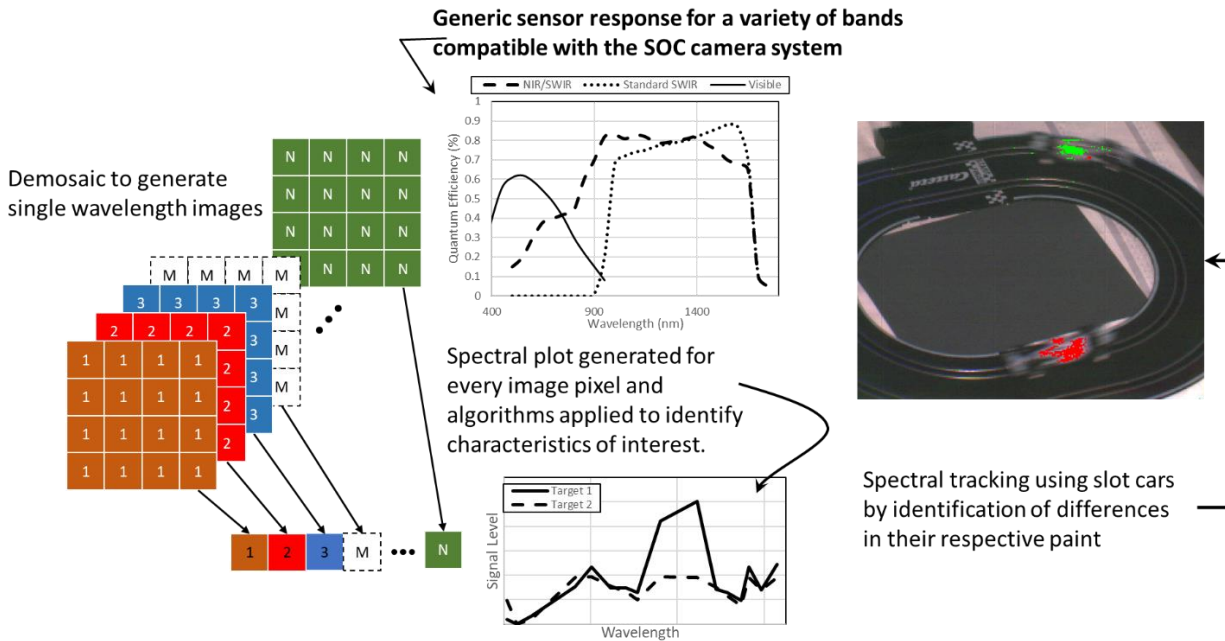 Generic sensor response for a variety of bands
compatible with the SOC camera system
NIR/SWIR Standard SWIR Visible
1
0.9
0.8
0.7
0.6
0.5
0.4
0.3
0.2
0.1
0
Quantum Efficiency (%)
400 900 1400
Wavelength (nm)
Demosaic to generate
single wavelength images
N N N N
N N N N
N N N N
N N N
M M M M
M
M
M
3 3 3 3
3
3
3
2 2 2 2
2
2
2
1 1 1 1
1 1 1 1
1 1 1 1
1 1 1 1
1 2 3 M N
Spectral plot generated for
every image pixel and
algorithms applied to identify
characteristics of interest.
Target 1
Target 2
Signal Level
Wavelength
Carrera
Spectral tracking using slot cars
by identification of differences
in their respective paint